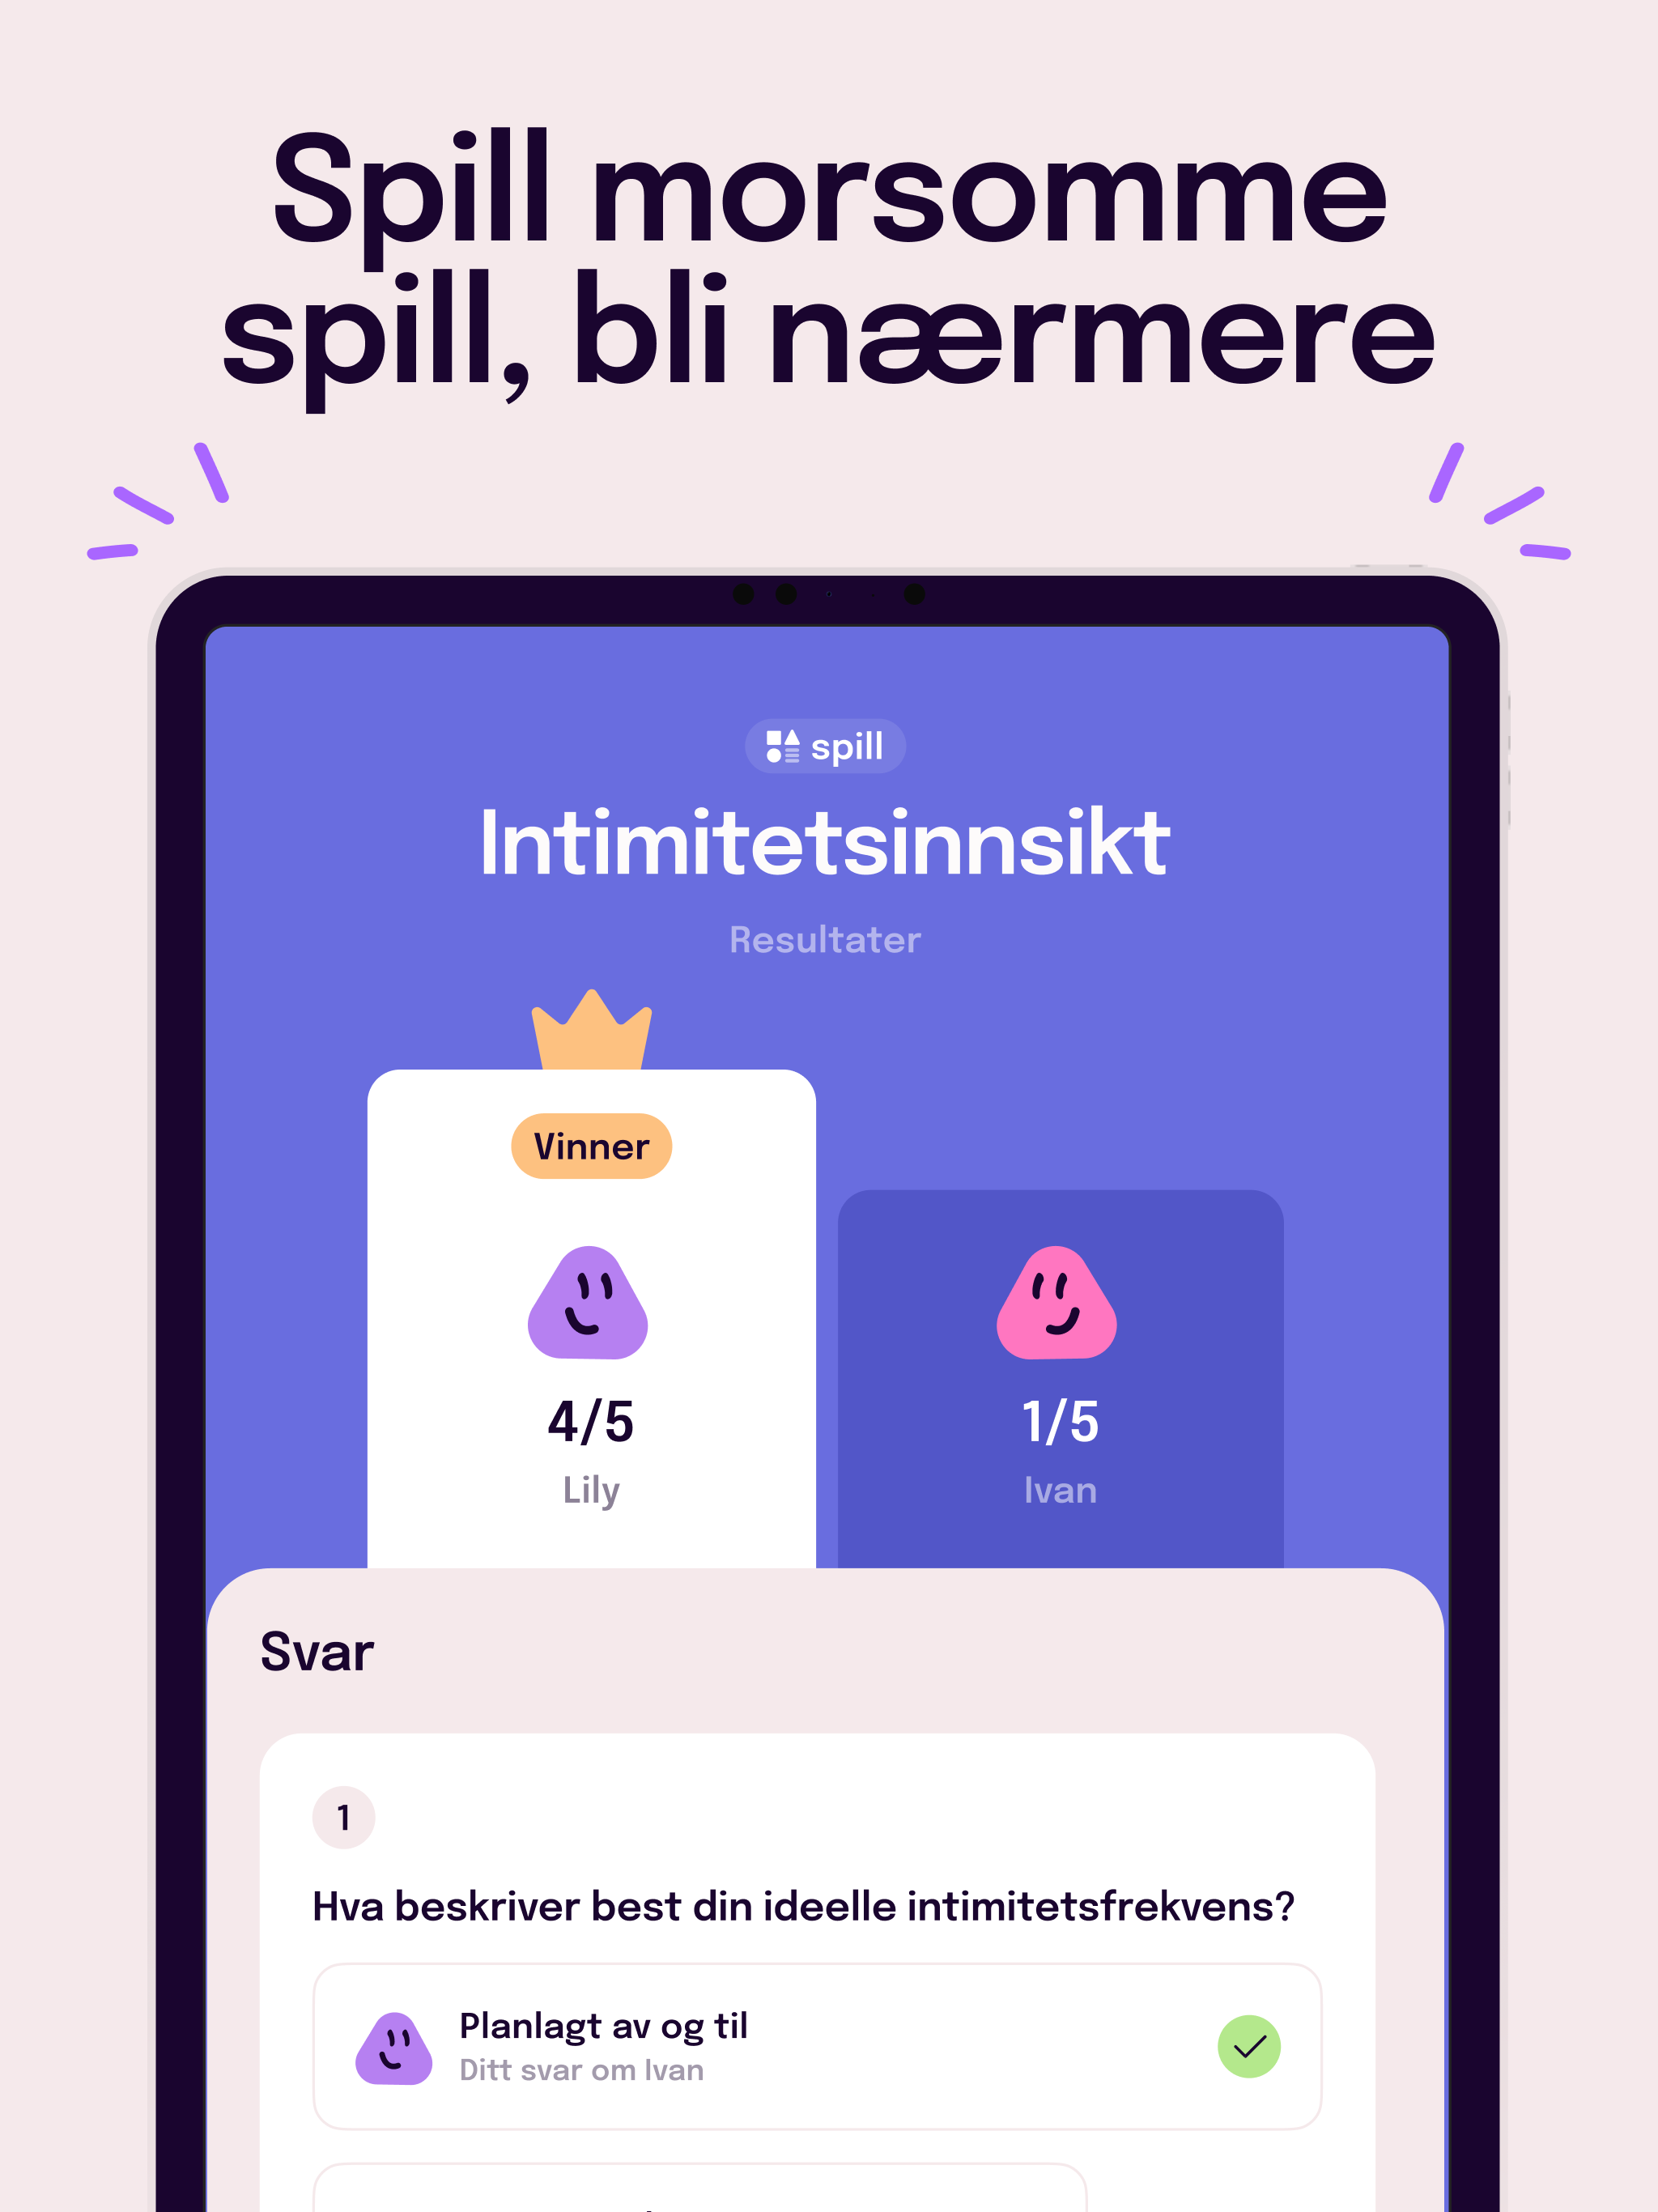 Spill morsomme
spill, bli nærmere
spill
Intimitetsinnsikt
Resultater
Vinner
4/5
Lily
1/5
Ivan
Svar
1
Hva beskriver best din ideelle intimitetsfrekvens?
Planlagt av og til
Ditt svar om Ivan